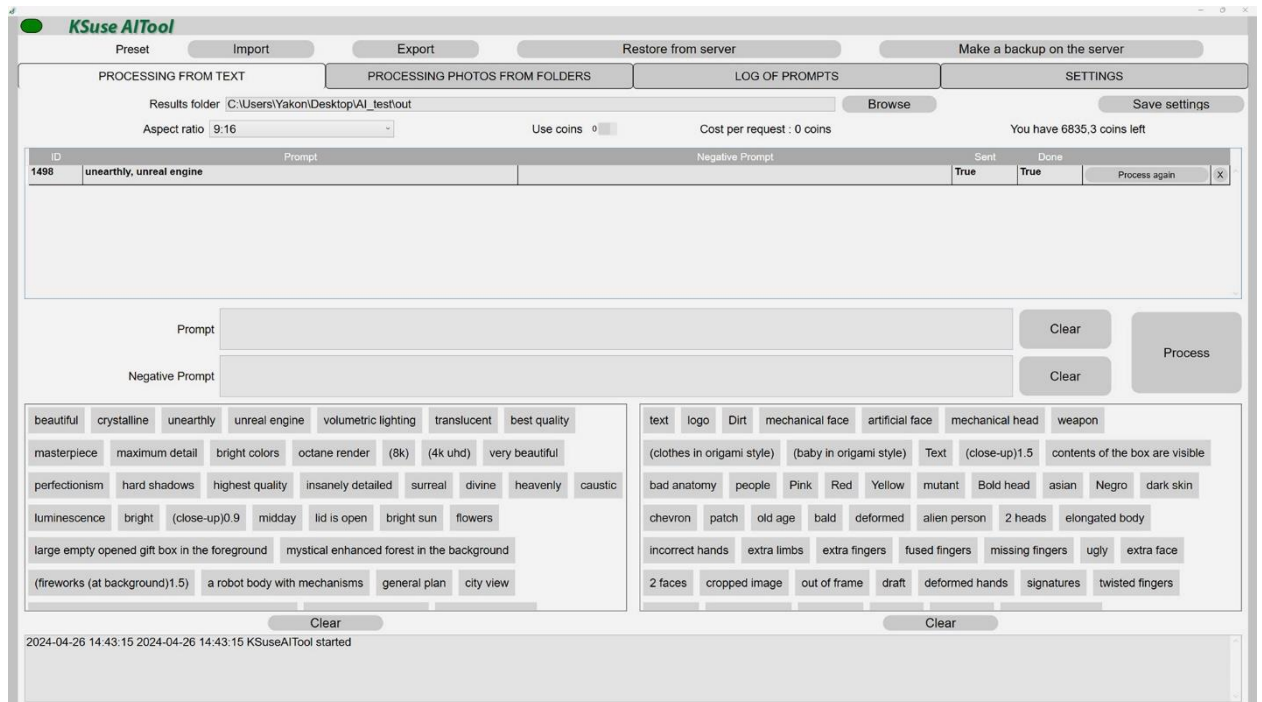 KSuse AITool
Preset Import Export Restore from server Make a backup on the server
PROCESSING FROM TEXT PROCESSING PHOTOS FROM FOLDERS LOG OF PROMPTS SETTINGS
Results folder C:\Users\Yakon\Desktop\AI_test\out Browse Save settings
Aspect ratio 9:16 Use coins 0 Cost per request : 0 coins You have 6835,3 coins left
ID Prompt Negative Prompt Sent Done
1498 unearthly, unreal engine True True Process again X
Prompt Clear
Process
Negative Prompt Clear
beautiful crystalline unearthly unreal engine volumetric lighting translucent best quality
masterpiece maximum detail bright colors octane render (8k) (4k uhd) very beautiful
perfectionism hard shadows highest quality insanely detailed surreal divine heavenly caustic
luminescence bright (close-up)0.9 midday lid is open bright sun flowers
large empty opened gift box in the foreground mystical enhanced forest in the background
(fireworks (at background)1.5) a robot body with mechanisms general plan city view
text logo Dirt mechanical face artificial face mechanical head weapon
(clothes in origami style) (baby in origami style) Text (close-up)1.5 contents of the box are visible
bad anatomy people Pink Red Yellow mutant Bold head asian Negro dark skin
chevron patch old age bald deformed alien person 2 heads elongated body
incorrect hands extra limbs extra fingers fused fingers missing fingers ugly extra face
2 faces cropped image out of frame draft deformed hands signatures twisted fingers
Clear Clear
2024-04-26 14:43:15 2024-04-26 14:43:15 KSuseAITool started